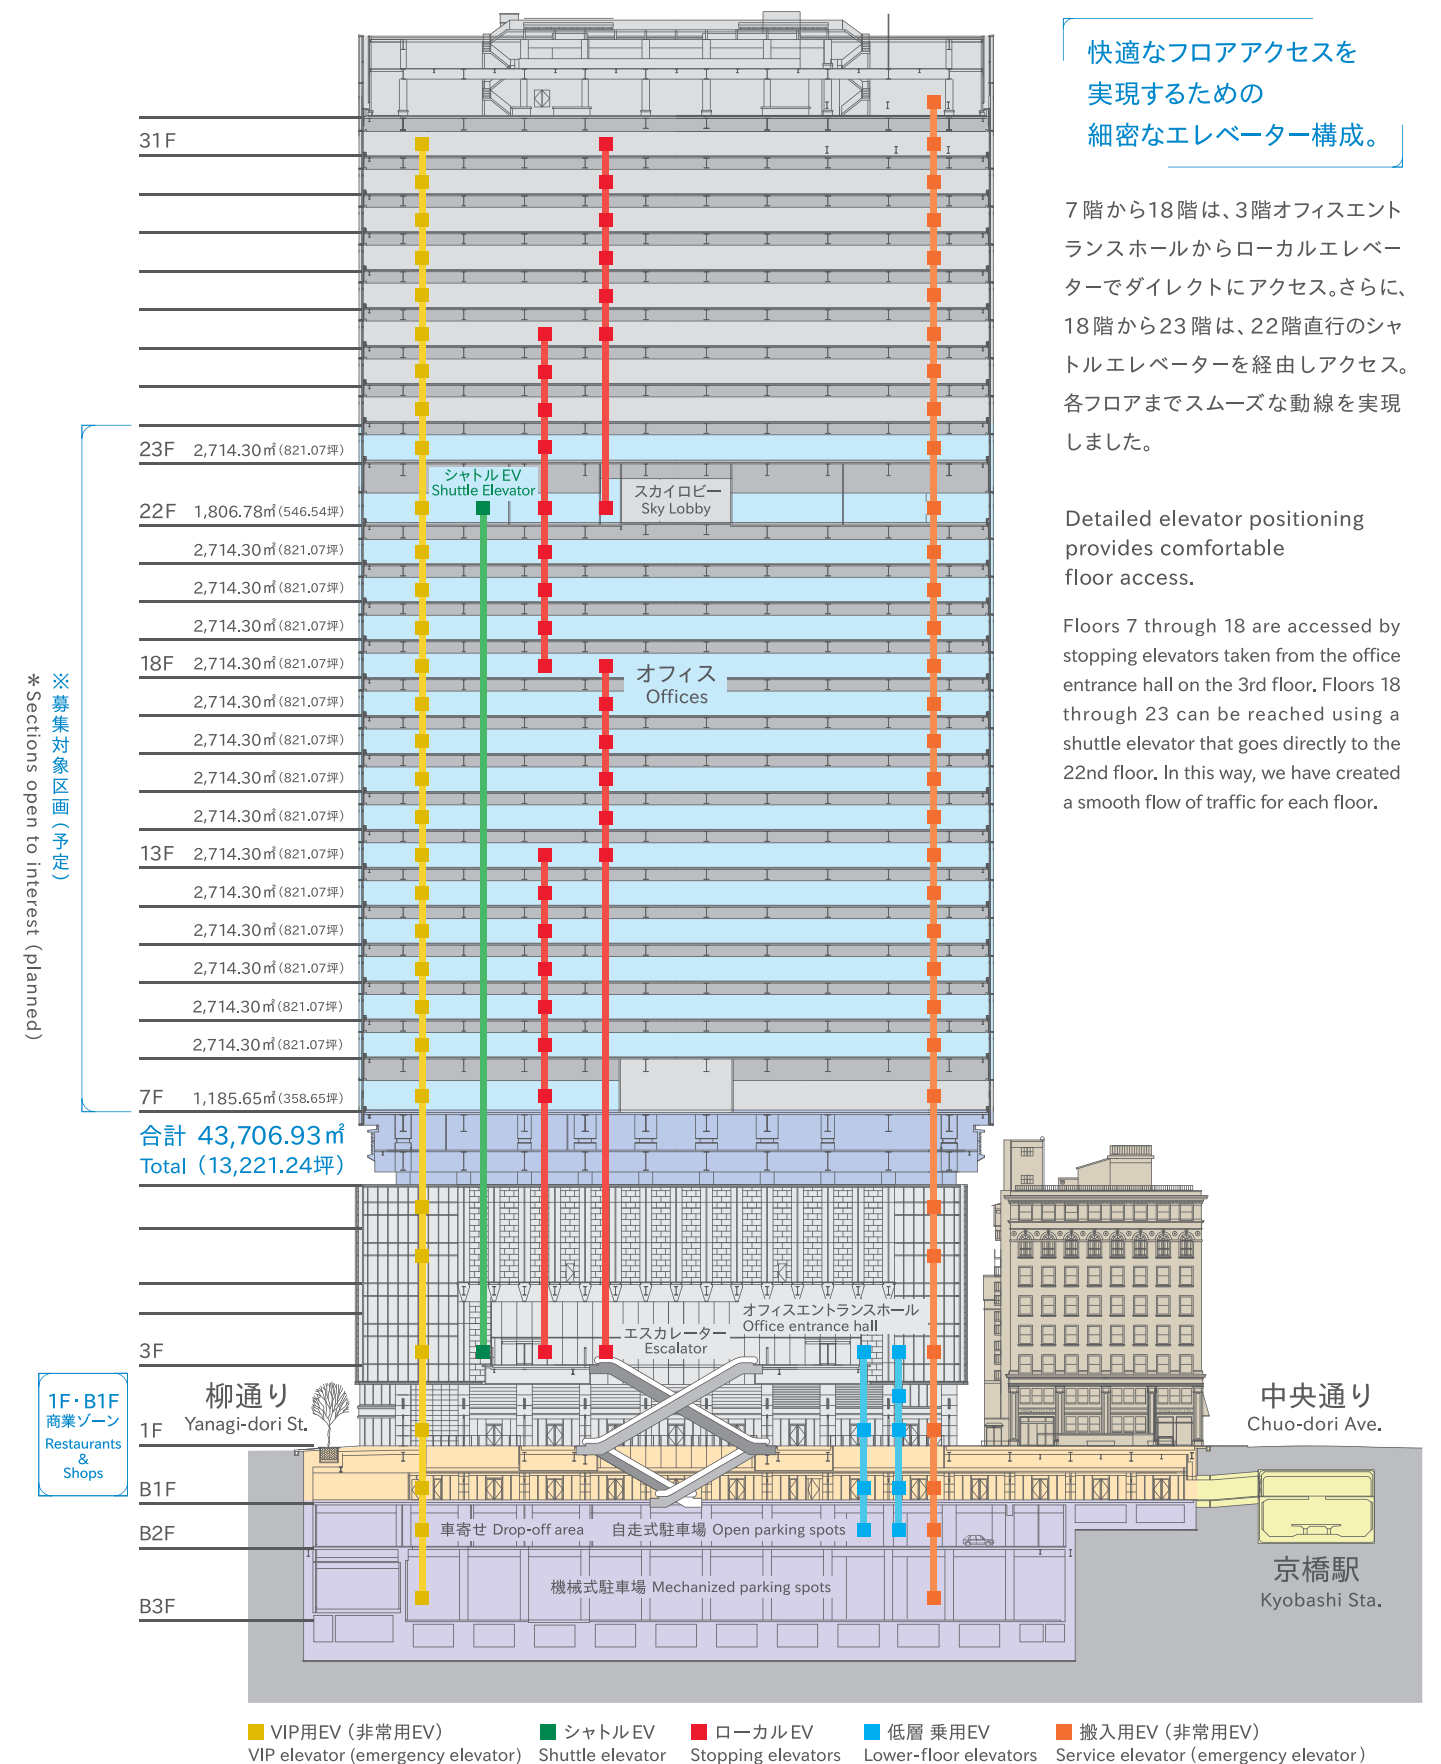 快適なフロアアクセスを
実現するための
細密なエレベーター構成。
7階から18階は、3階オフィスエント
ランスホールからローカルエレベー
ターでダイレクトにアクセス。さらに、
18階から23階は、22階直行のシャ
トルエレベーターを経由しアクセス。
各フロアまでスムーズな動線を実現
しました。
Detailed elevator positioning
provides comfortable
floor access.
Floors 7 through 18 are accessed by
stopping elevators taken from the office
entrance hall on the 3rd floor. Floors 18
through 23 can be reached using a
shuttle elevator that goes directly to the
22nd floor. In this way, we have created
a smooth flow of traffic for each floor.
31F
23F 2,714.30㎡(821.07坪)
シャトルEV
Shuttle Elevator
スカイロビー
Sky Lobby
22F 1,806.78㎡(546.54坪)
2,714.30㎡(821.07坪)
2,714.30㎡(821.07坪)
2,714.30㎡(821.07坪)
18F 2,714.30㎡(821.07坪)
オフィス
Offices
2,714.30㎡(821.07坪)
2,714.30㎡(821.07坪)
2,714.30㎡(821.07坪)
2,714.30㎡(821.07坪)
13F 2,714.30㎡(821.07坪)
2,714.30㎡(821.07坪)
2,714.30㎡(821.07坪)
2,714.30㎡(821.07坪)
2,714.30㎡(821.07坪)
2,714.30㎡(821.07坪)
7F 1,185.65㎡(358.65坪)
※募集対象区画(予定)
*Sections open to interest (planned)
合計 43,706.93㎡
Total (13,221.24坪)
オフィスエントランスホール
Office entrance hall
エスカレーター
Escalator
3F
1F・B1F
商業ゾーン
Restaurants
&
Shops
柳通り
Yanagi-dori St.
中央通り
Chuo-dori Ave.
1F
B1F
B2F
車寄せ Drop-off area 自走式駐車場 Open parking spots
機械式駐車場 Mechanized parking spots
B3F
京橋駅
Kyobashi Sta.
VIP用EV(非常用EV)
VIP elevator (emergency elevator)
シャトルEV
Shuttle elevator
ローカルEV
Stopping elevators
低層 乗用EV
Lower-floor elevators
搬入用EV(非常用EV)
Service elevator (emergency elevator)